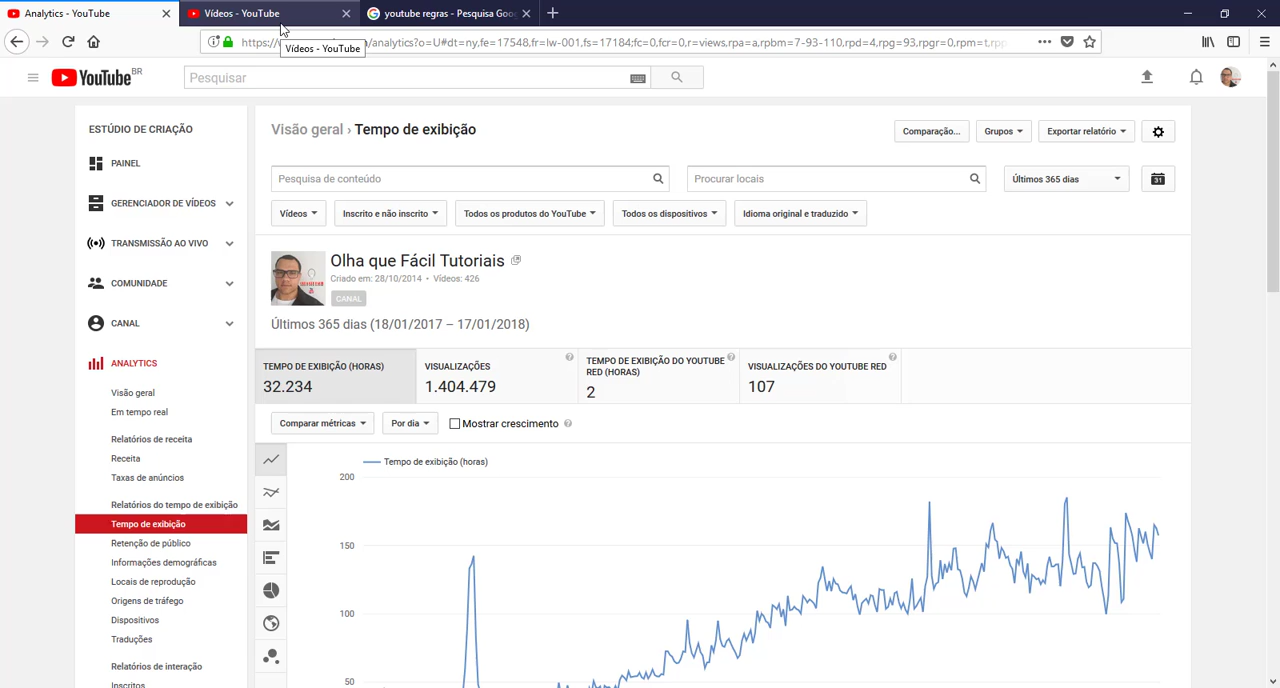 Analytics - YouTube
Vídeos - YouTube
youtube regras - Pesquisa Goo
https:// /analytics?o=U#dt=ny,fe=17548,fr=lw-001,fs=17184;fc=0,fcr=0,r=views,rpa=a,rpbm=7-93-110,rpd=4,rpg=93,rpgr=0,rpm=t,rpp
Vídeos - YouTube
YouTube BR
Pesquisar
ESTÚDIO DE CRIAÇÃO
PAINEL
GERENCIADOR DE VÍDEOS
TRANSMISSÃO AO VIVO
COMUNIDADE
CANAL
ANALYTICS
Visão geral
Em tempo real
Relatórios de receita
Receita
Taxas de anúncios
Relatórios do tempo de exibição
Tempo de exibição
Retenção de público
Informações demográficas
Locais de reprodução
Origens de tráfego
Dispositivos
Traduções
Relatórios de interação
Inscritos
Visão geral › Tempo de exibição
Comparação... Grupos Exportar relatório
Pesquisa de conteúdo Procurar locais Últimos 365 dias 31
Vídeos Inscrito e não inscrito Todos os produtos do YouTube Todos os dispositivos Idioma original e traduzido
Olha que Fácil Tutoriais
Criado em: 28/10/2014 • Vídeos: 426
CANAL
Últimos 365 dias (18/01/2017 – 17/01/2018)
TEMPO DE EXIBIÇÃO (HORAS)
32.234
VISUALIZAÇÕES
1.404.479
TEMPO DE EXIBIÇÃO DO YOUTUBE
RED (HORAS)
2
VISUALIZAÇÕES DO YOUTUBE RED
107
Comparar métricas Por dia Mostrar crescimento
Tempo de exibição (horas)
200
150
100
50